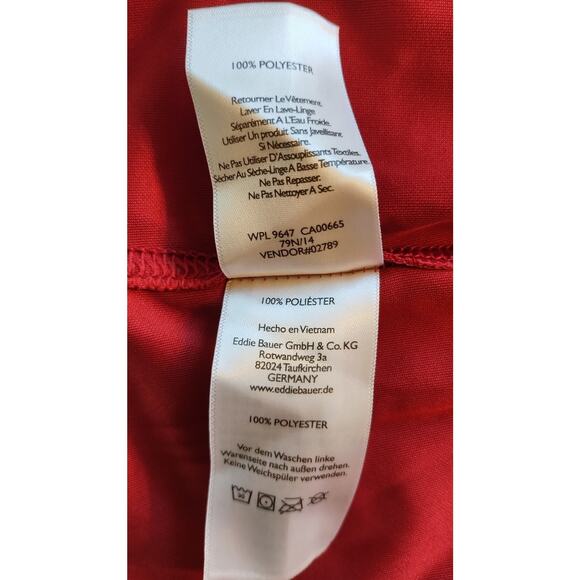 100% POLYESTER
Retourner Le Vêtement.
Laver En Lave-Linge
Séparément A L'Eau Froide.
Utiliser Un produit Sans Javellisant
Si Nécessaire.
Ne Pas Utiliser D'Assouplissants Textiles.
Sécher Au Sèche-Linge A Basse Température.
Ne Pas Repasser.
Ne Pas Nettoyer A Sec.
WPL 9647 CA00665
79N/14
VENDOR#02789
100% POLIÉSTER
Hecho en Vietnam
Eddie Bauer GmbH & Co. KG
Rotwandweg 3a
82024 Taufkirchen
GERMANY
www.eddiebauer.de
100% POLYESTER
Vor dem Waschen linke
Warenseite nach außen drehen.
Keine Weichspüler verwenden.
30